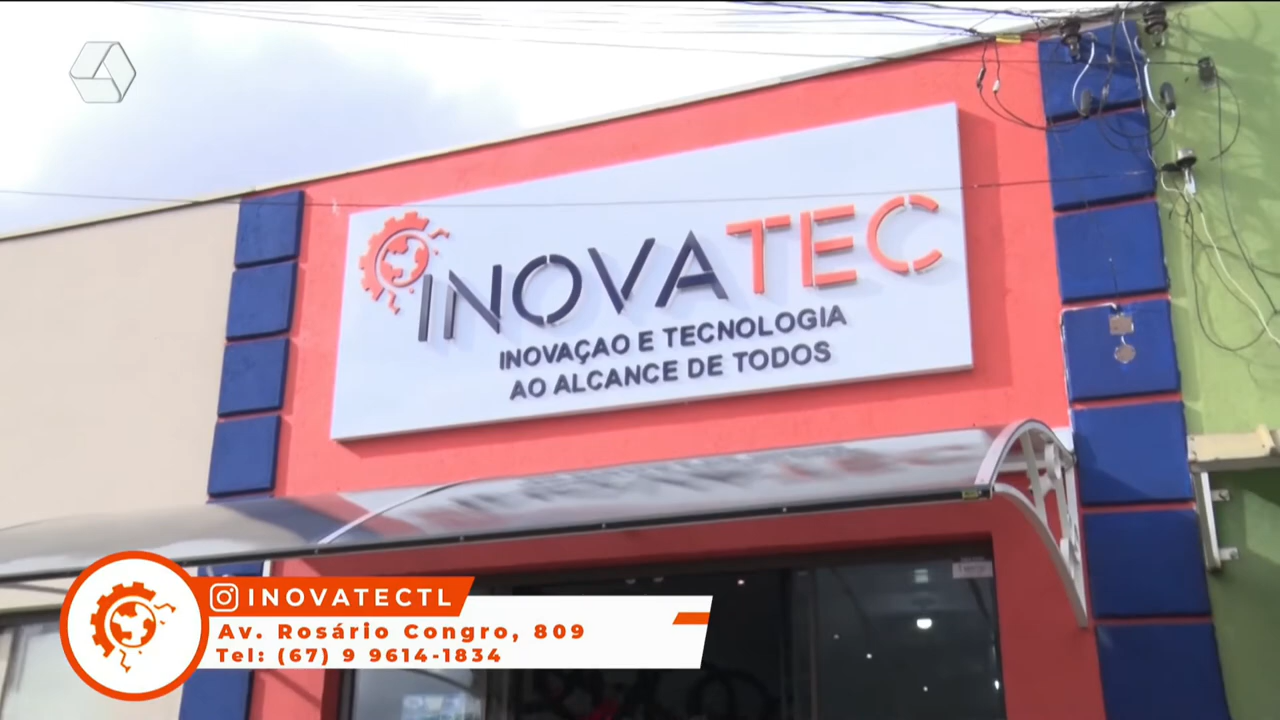 INOVATEC
INOVAÇAO E TECNOLOGIA
AO ALCANCE DE TODOS
INOVATECTL
Av. Rosário Congro, 809
Tel: (67) 9 9614-1834